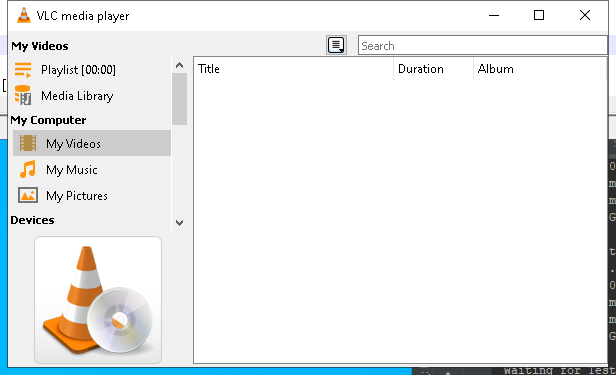 VLC media player
My Videos
Search
Playlist [00:00]
Media Library
My Computer
My Videos
My Music
My Pictures
Devices
Title Duration Album
Waiting for